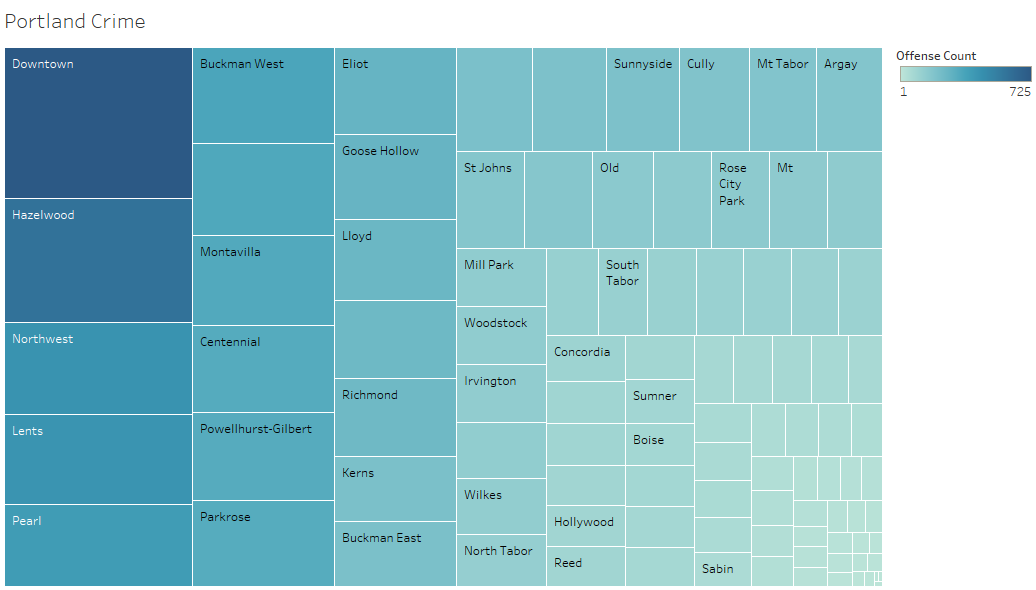 Portland Crime
Downtown
Hazelwood
Northwest
Lents
Pearl
Buckman West
Montavilla
Centennial
Powellhurst-Gilbert
Parkrose
Eliot
Goose Hollow
Lloyd
Richmond
Kerns
Buckman East
Sunnyside
Cully
Mt Tabor
Argay
St Johns
Old
Rose
City
Park
Mt
Mill Park
Woodstock
Irvington
Wilkes
North Tabor
South
Tabor
Concordia
Hollywood
Reed
Sumner
Boise
Sabin
Offense Count
1 725